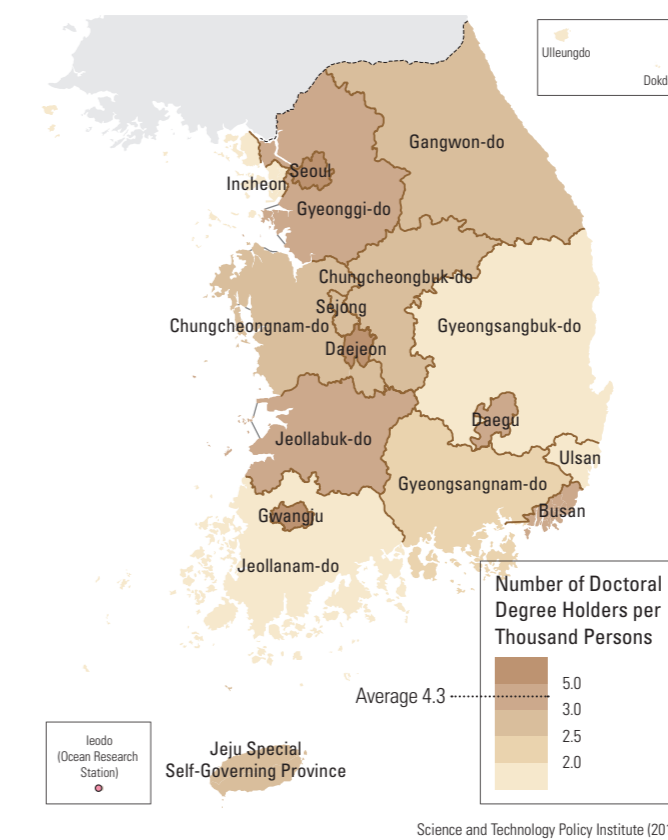 Ulleungdo
Dokd
Gangwon-do
Seoul
Incheon
Gyeonggi-do
Chungcheongbuk-do
Sejong
Chungcheongnam-do
Gyeongsangbuk-do
Daejeon
Daegu
Jeollabuk-do
Ulsan
Gyeongsangnam-do
Busan
Gwangju
Jeollanam-do
Number of Doctoral
Degree Holders per
Thousand Persons
5.0
Average 4.3
3.0
2.5
2.0
Ieodo
(Ocean Research
Station)
Jeju Special
Self-Governing Province
Science and Technology Policy Institute (201